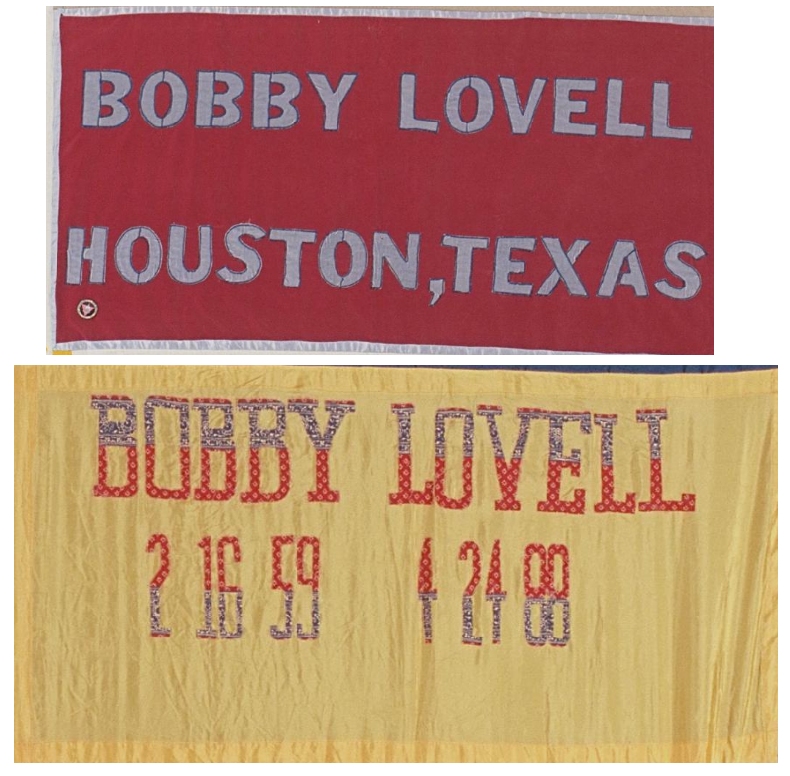 BOBBY LOVELL
HOUSTON, TEXAS
BOBBY LOVELL
2 16 59 4 24 88